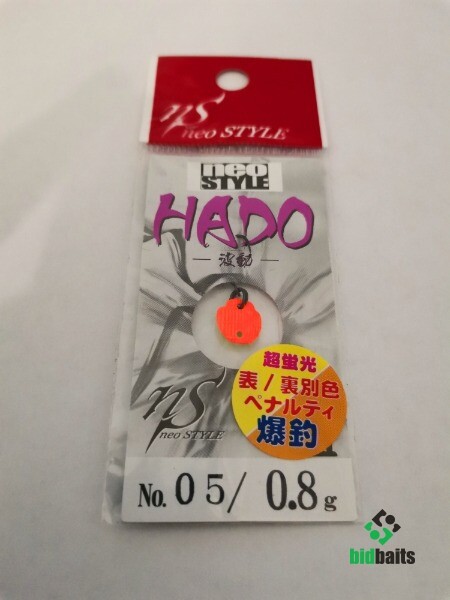 ns
neo STYLE
neo
STYLE
HADO
— 波動 —
超蛍光
表/裏別色
ペナルティ
爆釣
ns
neo STYLE
No. 05/ 0.8g
bidbaits